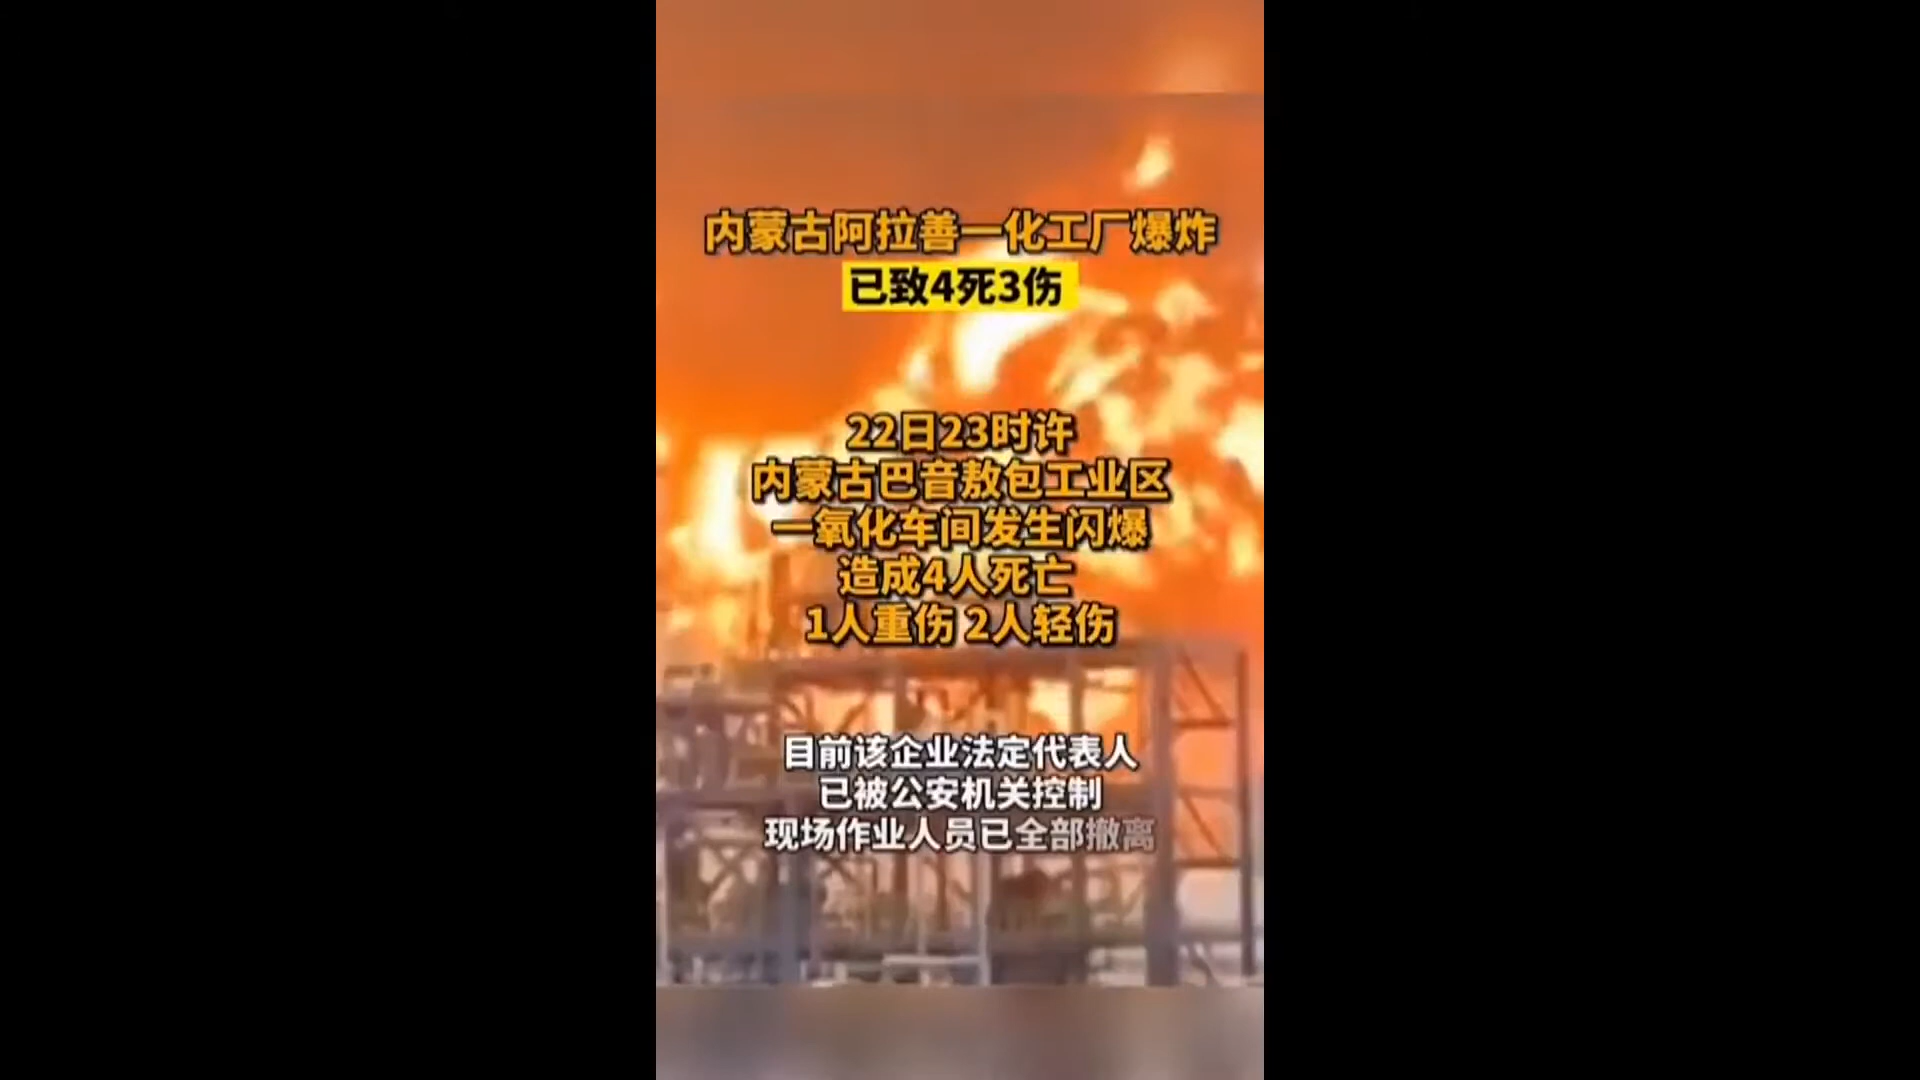 内蒙古阿拉善一化工厂爆炸
已致4死3伤
22日23时许
内蒙古巴音敖包工业区
一氧化车间发生闪爆
造成4人死亡
1人重伤 2人轻伤
目前该企业法定代表人
已被公安机关控制
现场作业人员已全部撤离